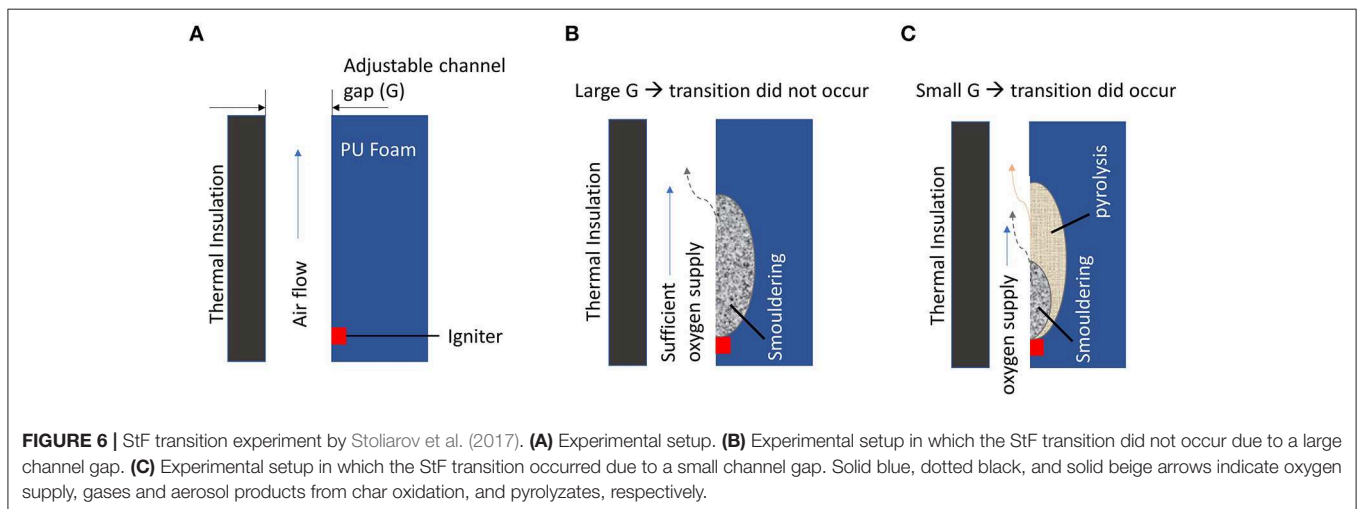 A
Adjustable channel
gap (G)
Thermal Insulation
Air flow
PU Foam
Igniter
B
Large G → transition did not occur
Thermal Insulation
Sufficient
oxygen supply
Smouldering
C
Small G → transition did occur
Thermal Insulation
oxygen supply
pyrolysis
Smouldering
FIGURE 6 | StF transition experiment by Stoliarov et al. (2017). (A) Experimental setup. (B) Experimental setup in which the StF transition did not occur due to a large
channel gap. (C) Experimental setup in which the StF transition occurred due to a small channel gap. Solid blue, dotted black, and solid beige arrows indicate oxygen
supply, gases and aerosol products from char oxidation, and pyrolyzates, respectively.